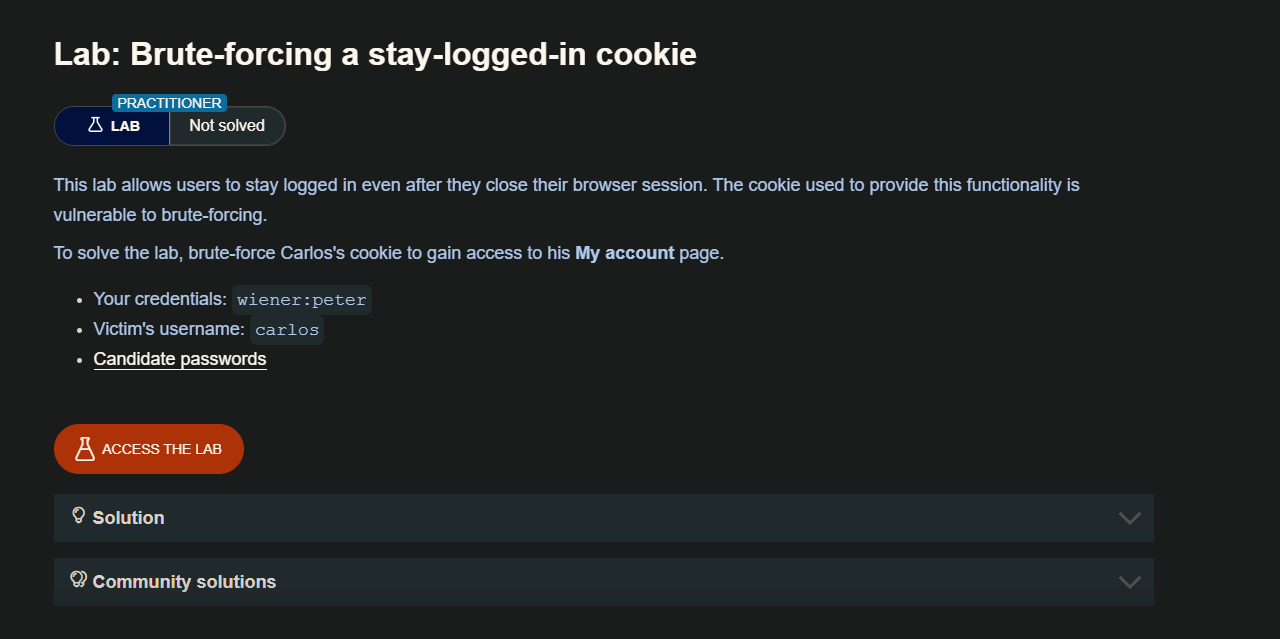 Lab: Brute-forcing a stay-logged-in cookie
PRACTITIONER
LAB
Not solved
This lab allows users to stay logged in even after they close their browser session. The cookie used to provide this functionality is
vulnerable to brute-forcing.
To solve the lab, brute-force Carlos's cookie to gain access to his My account page.
Your credentials: wiener:peter
Victim's username: carlos
Candidate passwords
ACCESS THE LAB
Solution
Community solutions